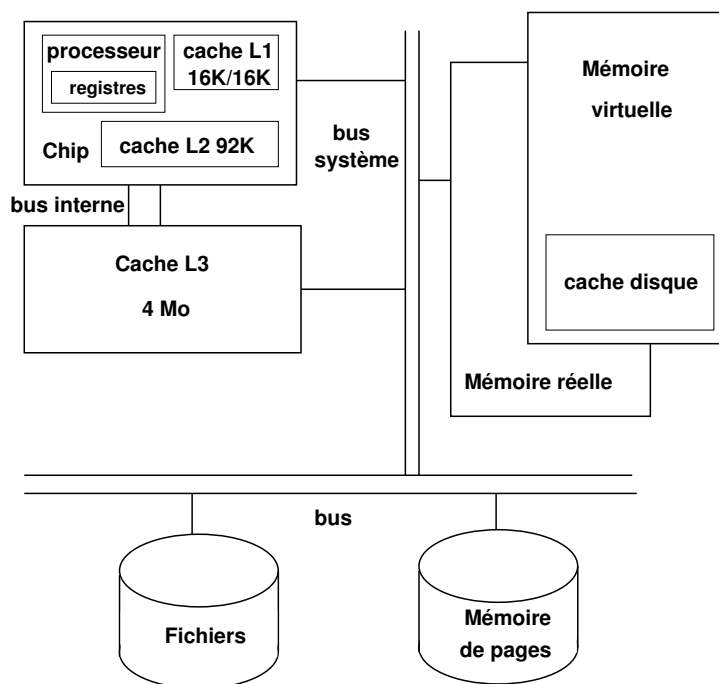 processeur
registres
cache L1
16K/16K
Chip
cache L2 92K
bus interne
Cache L3
4 Mo
bus
système
Mémoire
virtuelle
cache disque
Mémoire réelle
bus
Fichiers
Mémoire
de pages